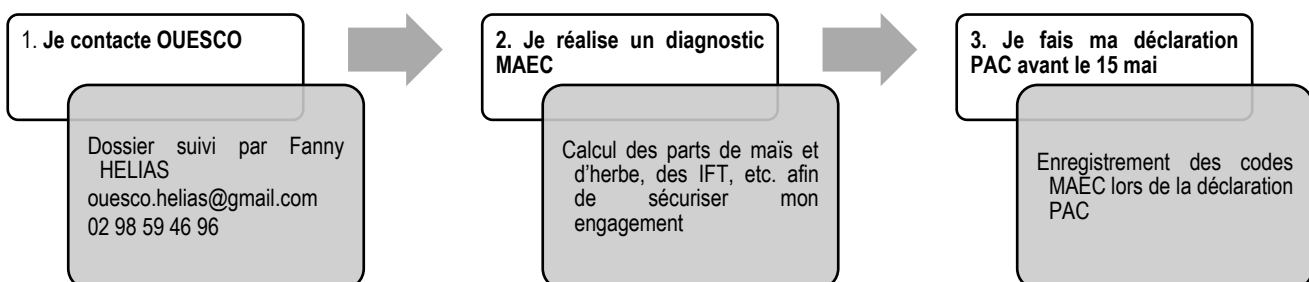 1. Je contacte OUESCO
Dossier suivi par Fanny
HELIAS
ouesco.helias@gmail.com
02 98 59 46 96
2. Je réalise un diagnostic
MAEC
Calcul des parts de maïs et
d'herbe, des IFT, etc. afin
de sécuriser mon
engagement
3. Je fais ma déclaration
PAC avant le 15 mai
Enregistrement des codes
MAEC lors de la déclaration
PAC